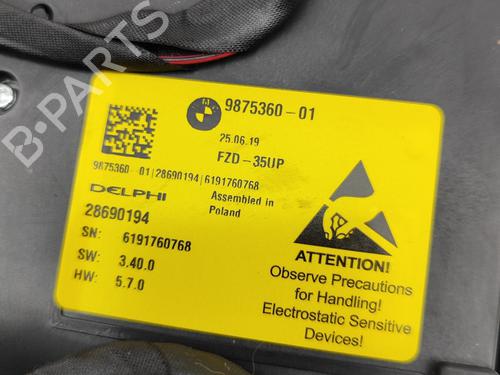 9875360-01
25.06.19
FZD-35UP
9875360-01|28690194|6191760768
DELPHI
Assembled in
Poland
28690194
SN: 6191760768
SW: 3.40.0
HW: 5.7.0
ATTENTION!
Observe Precautions
for Handling!
Electrostatic Sensitive
Devices!
B-PARTS